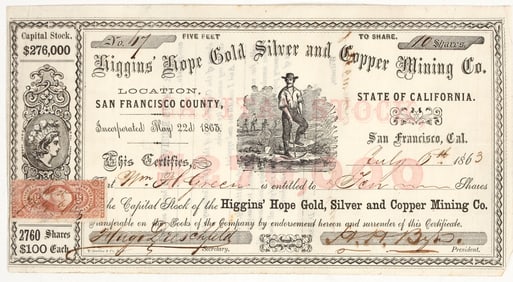 Capital Stock.
$276,000
No. 17
FIVE FEET
TO SHARE.
10 Shares.
Higgins' Hope Gold Silver and Copper Mining Co.
LOCATION,
SAN FRANCISCO COUNTY,
STATE OF CALIFORNIA.
Incorporated May 22d 1863.
San Francisco, Cal.
This Certifies,
July 6th 1863
That Wm H. Green is entitled to Ten Shares
the Capital Stock of the Higgins' Hope Gold, Silver and Copper Mining Co.
transferable on the Books of the Company by endorsement hereon and surrender of this Certificate.
2760 Shares
$100 Each
Hugo
Secretary.
President.
$276000